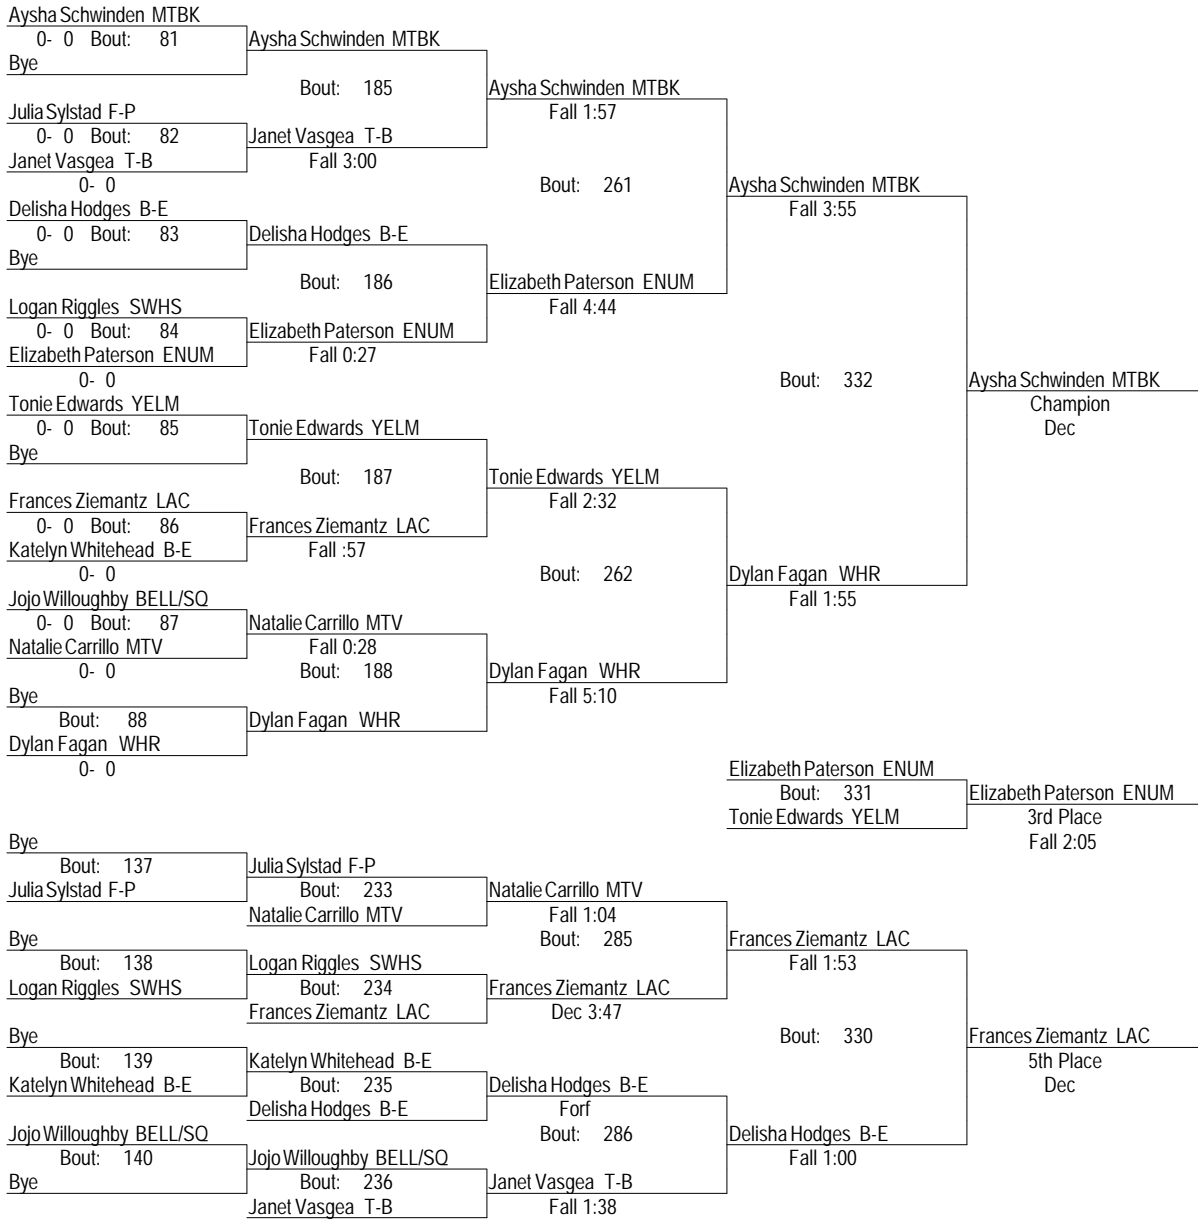 Aysha Schwinden MTBK
0- 0 Bout: 81
Aysha Schwinden MTBK
Bye
Bout: 185
Aysha Schwinden MTBK
Julia Sylstad F-P
Fall 1:57
0- 0 Bout: 82
Janet Vasgea T-B
Janet Vasgea T-B
Fall 3:00
0- 0
Bout: 261
Aysha Schwinden MTBK
Delisha Hodges B-E
Fall 3:55
0- 0 Bout: 83
Delisha Hodges B-E
Bye
Bout: 186
Elizabeth Paterson ENUM
Logan Riggles SWHS
Fall 4:44
0- 0 Bout: 84
Elizabeth Paterson ENUM
Elizabeth Paterson ENUM
Fall 0:27
0- 0
Bout: 332
Aysha Schwinden MTBK
Tonie Edwards YELM
Champion
0- 0 Bout: 85
Tonie Edwards YELM
Dec
Bye
Bout: 187
Tonie Edwards YELM
Frances Ziemantz LAC
Fall 2:32
0- 0 Bout: 86
Frances Ziemantz LAC
Katelyn Whitehead B-E
Fall :57
0- 0
Bout: 262
Dylan Fagan WHR
Jojo Willoughby BELL/SQ
Fall 1:55
0- 0 Bout: 87
Natalie Carrillo MTV
Natalie Carrillo MTV
Fall 0:28
0- 0
Bout: 188
Dylan Fagan WHR
Bye
Fall 5:10
Bout: 88
Dylan Fagan WHR
Dylan Fagan WHR
0- 0
Elizabeth Paterson ENUM
Bout: 331
Elizabeth Paterson ENUM
Tonie Edwards YELM
3rd Place
Fall 2:05
Bye
Bout: 137
Julia Sylstad F-P
Julia Sylstad F-P
Bout: 233
Natalie Carrillo MTV
Natalie Carrillo MTV
Fall 1:04
Bye
Bout: 285
Frances Ziemantz LAC
Bout: 138
Logan Riggles SWHS
Fall 1:53
Logan Riggles SWHS
Bout: 234
Frances Ziemantz LAC
Frances Ziemantz LAC
Dec 3:47
Bye
Bout: 330
Frances Ziemantz LAC
Bout: 139
Katelyn Whitehead B-E
5th Place
Katelyn Whitehead B-E
Bout: 235
Delisha Hodges B-E
Dec
Delisha Hodges B-E
Forf
Jojo Willoughby BELL/SQ
Bout: 286
Delisha Hodges B-E
Bout: 140
Jojo Willoughby BELL/SQ
Fall 1:00
Bye
Bout: 236
Janet Vasgea T-B
Janet Vasgea T-B
Fall 1:38